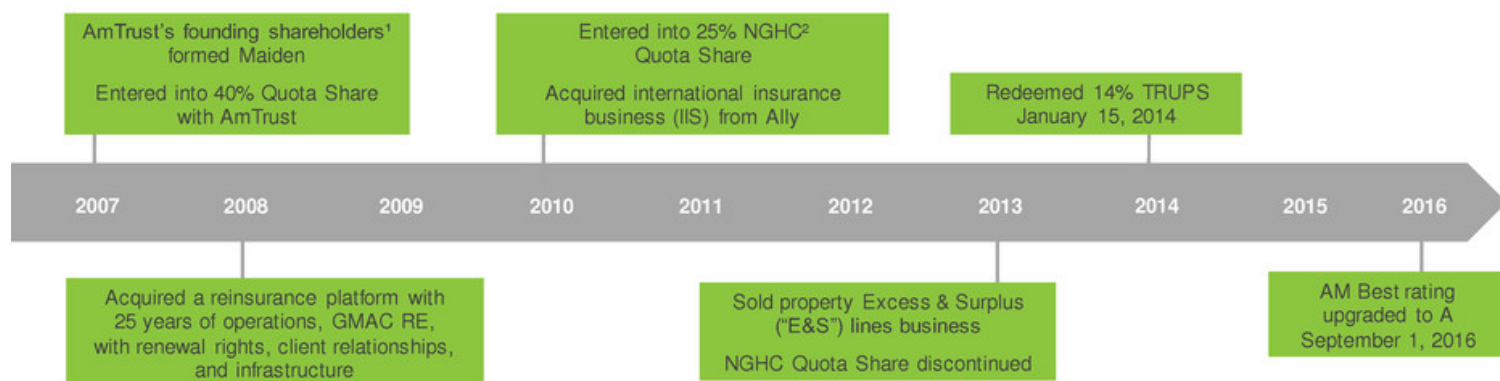 AmTrust's founding shareholders¹
formed Maiden
Entered into 40% Quota Share
with AmTrust
Entered into 25% NGHC²
Quota Share
Acquired international insurance
business (IIS) from Ally
Redeemed 14% TRUPS
January 15, 2014
2007 2008 2009 2010 2011 2012 2013 2014 2015 2016
Acquired a reinsurance platform with
25 years of operations, GMAC RE,
with renewal rights, client relationships,
and infrastructure
Sold property Excess & Surplus
(“E&S”) lines business
NGHC Quota Share discontinued
AM Best rating
upgraded to A
September 1, 2016